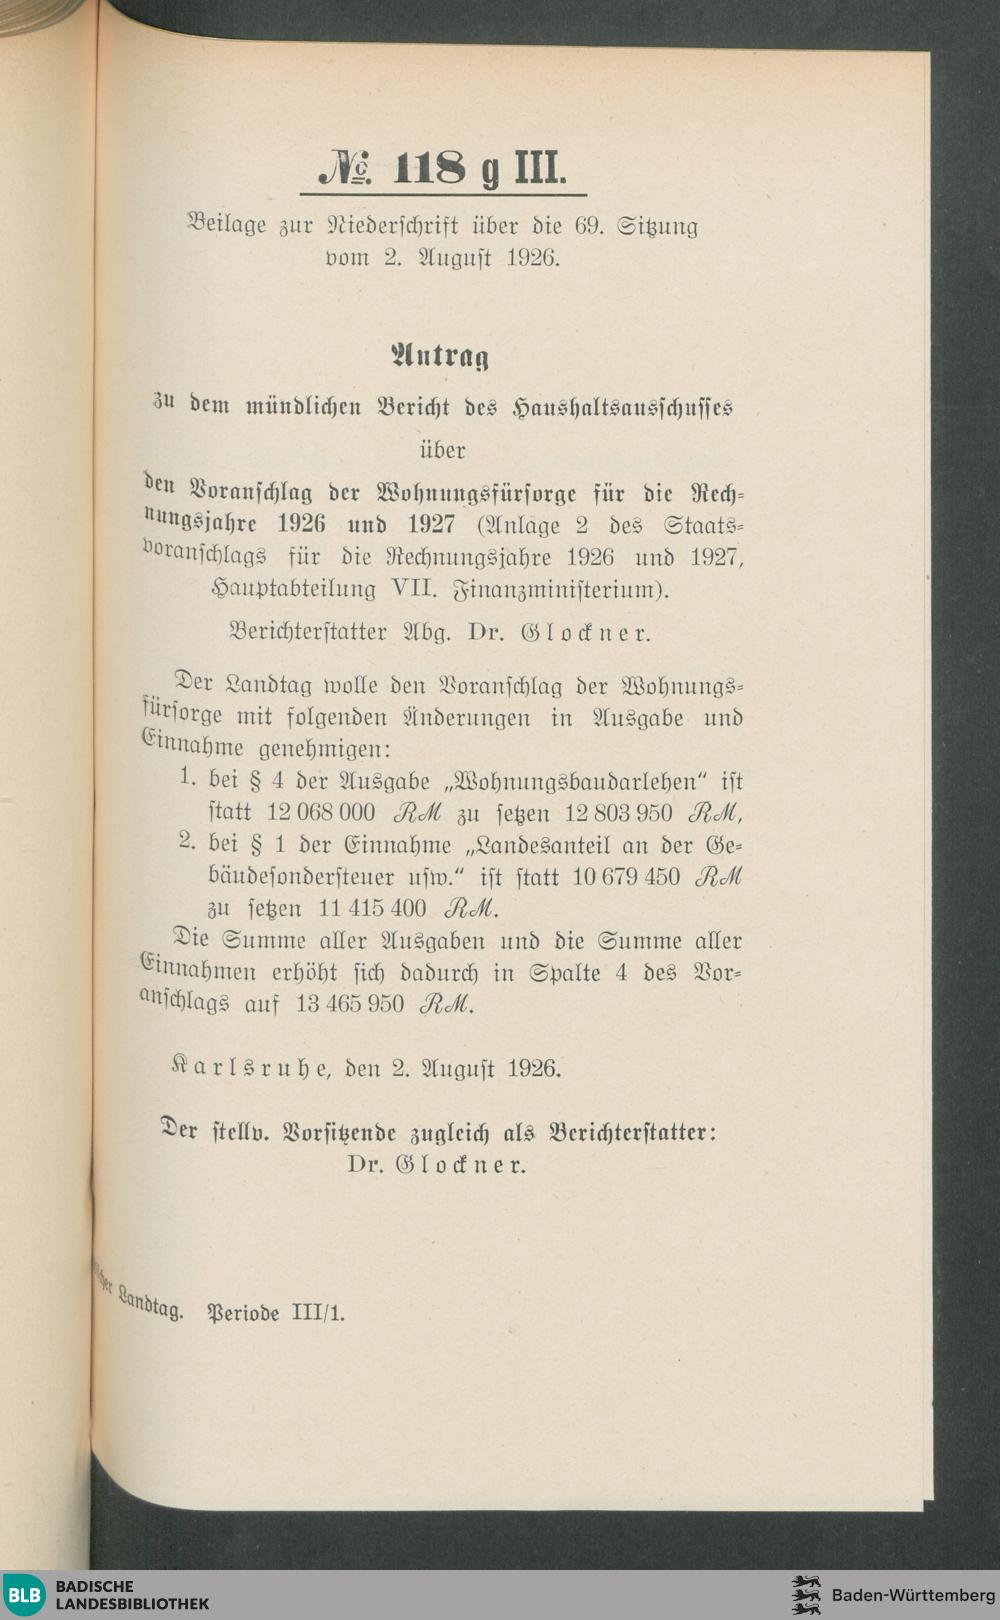 №. 118 g III.
Beilage zur Niederschrift über die 69. Sitzung
vom 2. August 1926.
Antrag
zu dem mündlichen Bericht des Haushaltsausschusses
über
den Voranschlag der Wohnungsfürsorge für die Rech-
nungsjahre 1926 und 1927 (Anlage 2 des Staats-
voranschlags für die Rechnungsjahre 1926 und 1927,
Hauptabteilung VII. Finanzministerium).
Berichterstatter Abg. Dr. Glockner.
Der Landtag wolle den Voranschlag der Wohnungs-
fürsorge mit folgenden Änderungen in Ausgabe und
Einnahme genehmigen:
1. bei § 4 der Ausgabe „Wohnungsbaudarlehen“ ist
statt 12 068 000 RM zu setzen 12 803 950 RM,
2. bei § 1 der Einnahme „Landesanteil an der Ge-
bäudesondersteuer usw.“ ist statt 10 679 450 RM
zu setzen 11 415 400 RM.
Die Summe aller Ausgaben und die Summe aller
Einnahmen erhöht sich dadurch in Spalte 4 des Vor-
anschlags auf 13 465 950 RM.
Karlsruhe, den 2. August 1926.
Der stellv. Vorsitzende zugleich als Berichterstatter:
Dr. Glockner.
Landtag. Periode III/1.
BLB BADISCHE
LANDESBIBLIOTHEK
Baden-Württemberg